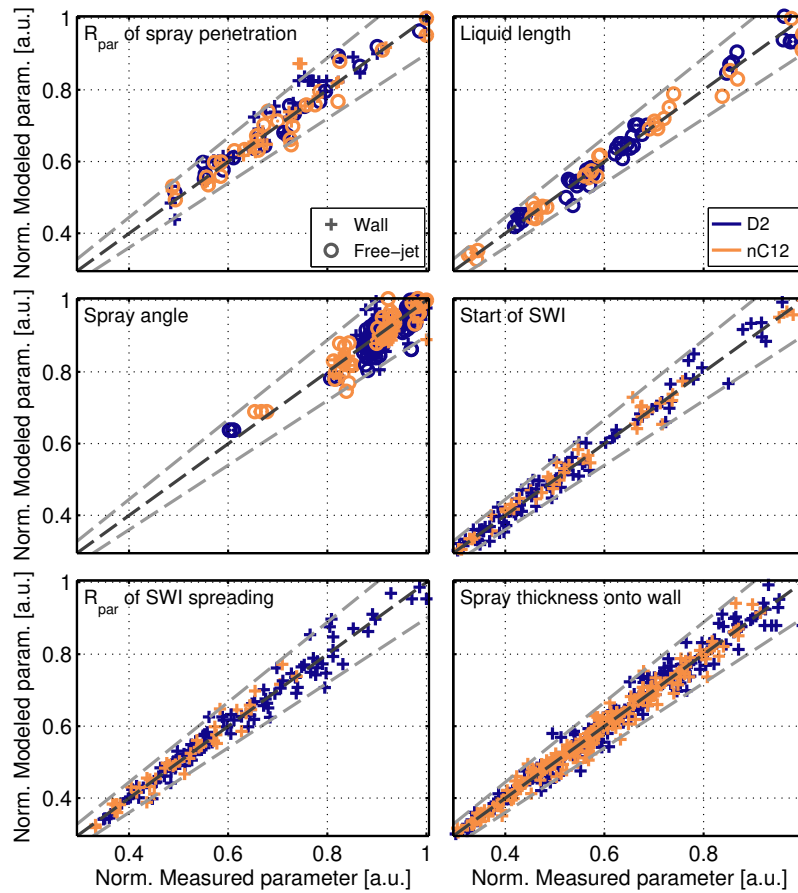 R_par of spray penetration
Liquid length
Norm. Modeled param. [a.u.]
1
0.8
0.6
0.4
Wall
Free-jet
D2
nC12
Spray angle
Start of SWI
Norm. Modeled param. [a.u.]
1
0.8
0.6
0.4
R_par of SWI spreading
Spray thickness onto wall
Norm. Modeled param. [a.u.]
1
0.8
0.6
0.4
0.4 0.6 0.8 1 0.4 0.6 0.8
Norm. Measured parameter [a.u.] Norm. Measured parameter [a.u.]